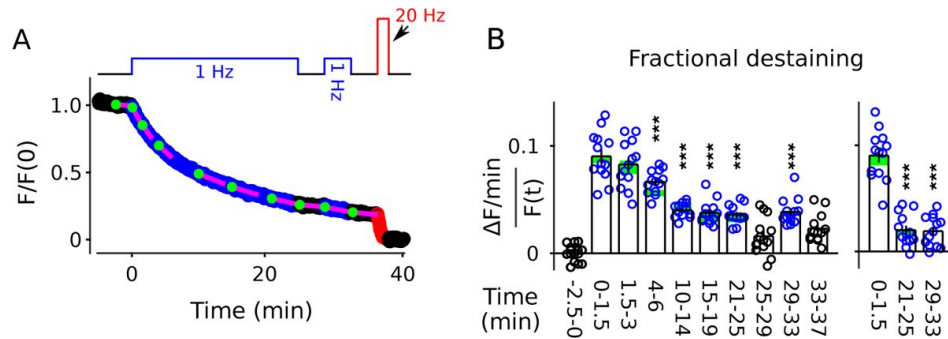 A
20 Hz
1 Hz
1 Hz
F/F(0)
1.0
0.5
0
0
20
40
Time (min)
B
Fractional destaining
ΔF/min
F(t)
0.1
0
***
***
***
***
***
***
***
Time
(min)
-2.5-0
0-1.5
1.5-3
4-6
10-14
15-19
21-25
25-29
29-33
33-37
0-1.5
21-25
29-33